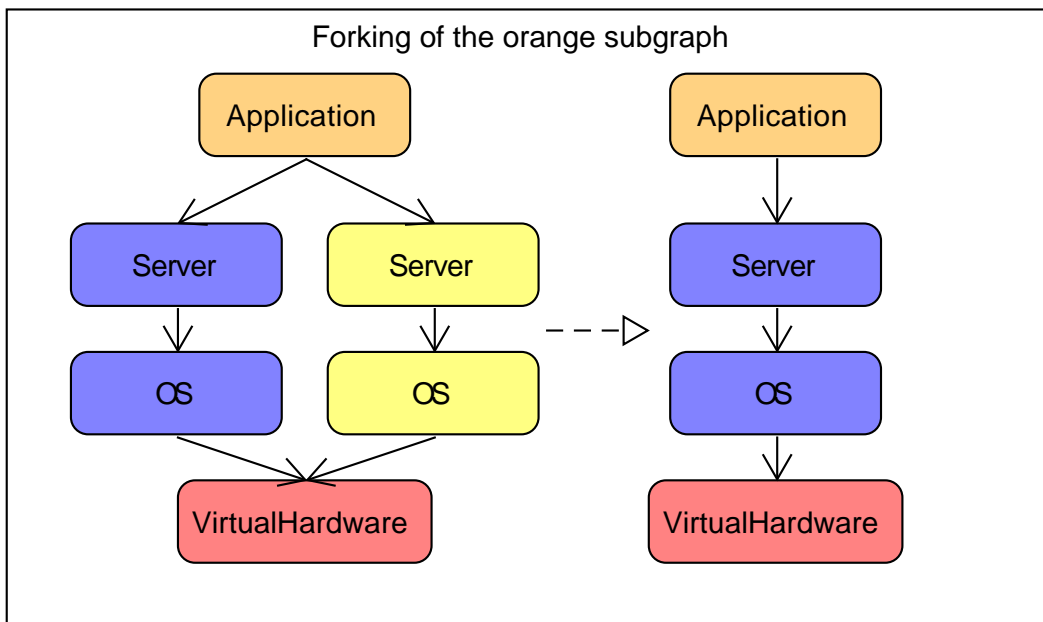 Forking of the orange subgraph
Application Application
Server Server Server
OS OS OS
VirtualHardware VirtualHardware